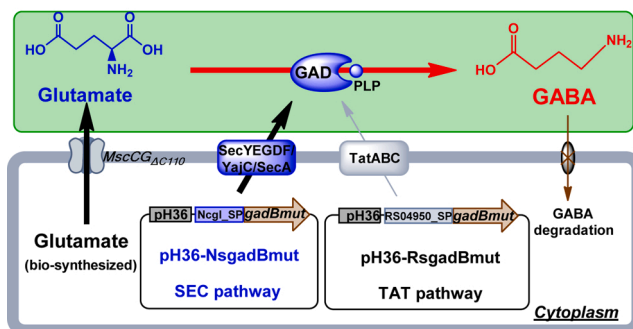 HO
O
O
OH
NH2
Glutamate
GAD
PLP
O
HO
NH2
GABA
MscCGΔC110
SecYEGDF/
YajC/SecA
TatABC
Glutamate
(bio-synthesized)
pH36
Ncgl_SP
gadBmut
pH36-NsgadBmut
SEC pathway
pH36
RS04950_SP
gadBmut
pH36-RsgadBmut
TAT pathway
GABA
degradation
Cytoplasm